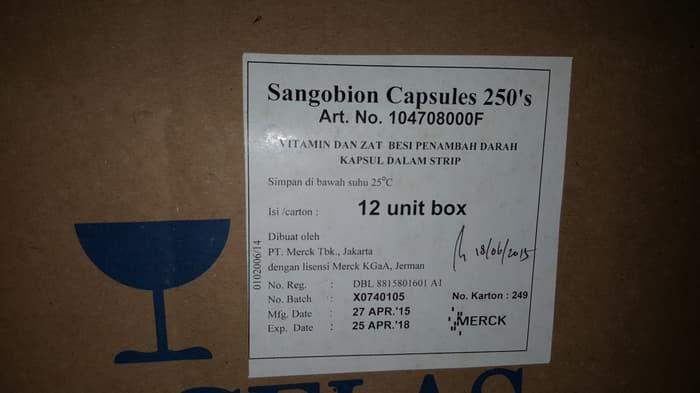 Sangobion Capsules 250's
Art. No. 104708000F
VITAMIN DAN ZAT BESI PENAMBAH DARAH
KAPSUL DALAM STRIP
Simpan di bawah suhu 25°C
Isi /carton : 12 unit box
Dibuat oleh
PT. Merck Tbk., Jakarta
dengan lisensi Merck KGaA, Jerman
18/06/2015
No. Reg. : DBL 8815801601 A1
No. Batch : X0740105
No. Karton : 249
Mfg. Date : 27 APR.'15
Exp. Date : 25 APR.'18
MERCK
0102006/14